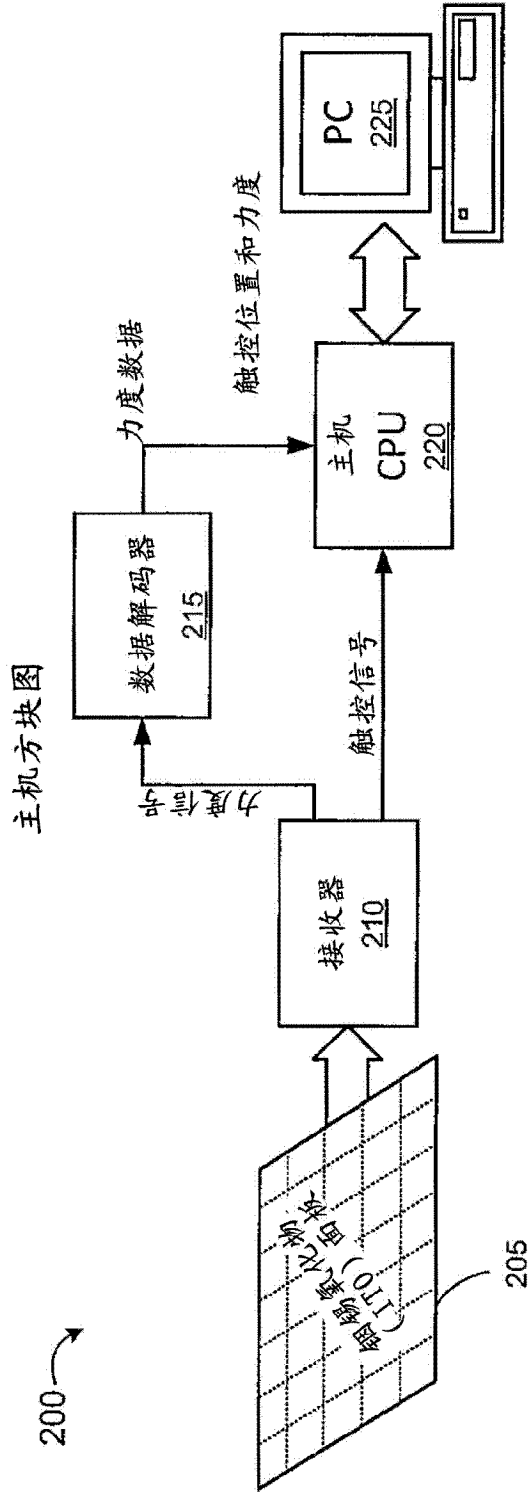 主机方块图
200
铟锡氧化物
(ITO) 面板
205
接收器
210
力度信号
触控信号
数据解码器
215
力度数据
主机
CPU
220
触控位置和力度
PC
225